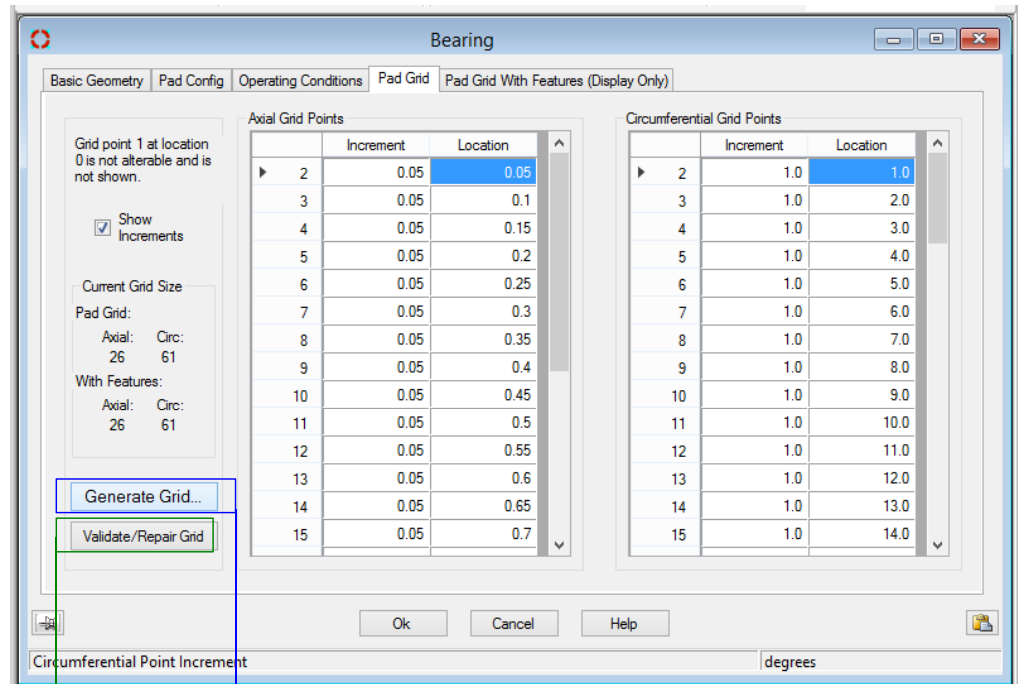 Bearing
Basic Geometry Pad Config Operating Conditions Pad Grid Pad Grid With Features (Display Only)
Grid point 1 at location
0 is not alterable and is
not shown.
Show
Increments
Current Grid Size
Pad Grid:
Axial: Circ:
26 61
With Features:
Axial: Circ:
26 61
Generate Grid...
Validate/Repair Grid
Axial Grid Points
Increment Location
2 0.05 0.05
3 0.05 0.1
4 0.05 0.15
5 0.05 0.2
6 0.05 0.25
7 0.05 0.3
8 0.05 0.35
9 0.05 0.4
10 0.05 0.45
11 0.05 0.5
12 0.05 0.55
13 0.05 0.6
14 0.05 0.65
15 0.05 0.7
Circumferential Grid Points
Increment Location
2 1.0 1.0
3 1.0 2.0
4 1.0 3.0
5 1.0 4.0
6 1.0 5.0
7 1.0 6.0
8 1.0 7.0
9 1.0 8.0
10 1.0 9.0
11 1.0 10.0
12 1.0 11.0
13 1.0 12.0
14 1.0 13.0
15 1.0 14.0
Ok Cancel Help
Circumferential Point Increment degrees